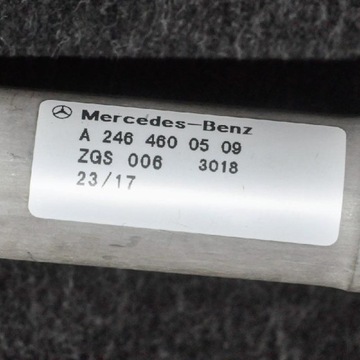 Mercedes-Benz
A 246 460 05 09
ZGS 006 3018
23/17